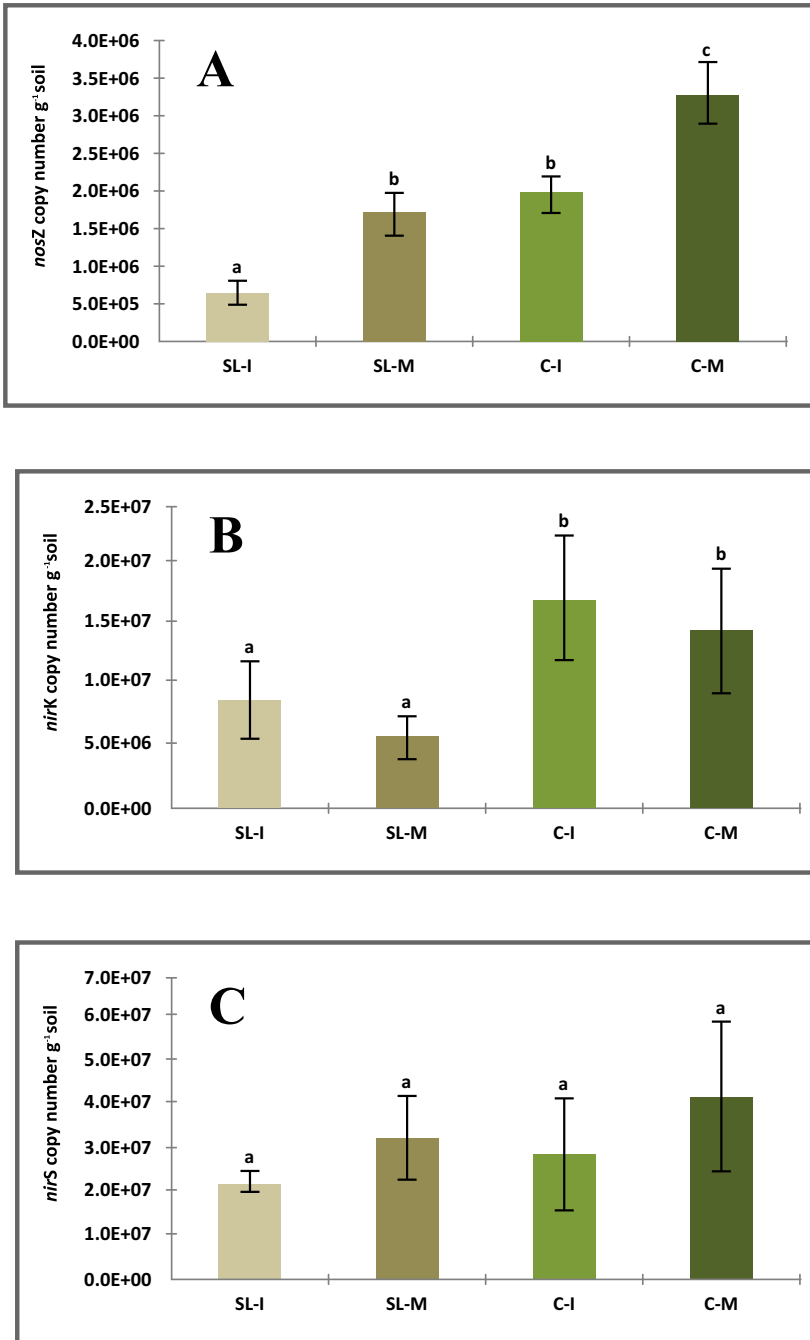 A
nosZ copy number g-1 soil
4.0E+06
3.5E+06
3.0E+06
2.5E+06
2.0E+06
1.5E+06
1.0E+06
5.0E+05
0.0E+00
a
b
b
c
SL-I SL-M C-I C-M
B
nirK copy number g-1soil
2.5E+07
2.0E+07
1.5E+07
1.0E+07
5.0E+06
0.0E+00
a
a
b
b
SL-I SL-M C-I C-M
C
nirS copy number g-1soil
7.0E+07
6.0E+07
5.0E+07
4.0E+07
3.0E+07
2.0E+07
1.0E+07
0.0E+00
a
a
a
a
SL-I SL-M C-I C-M